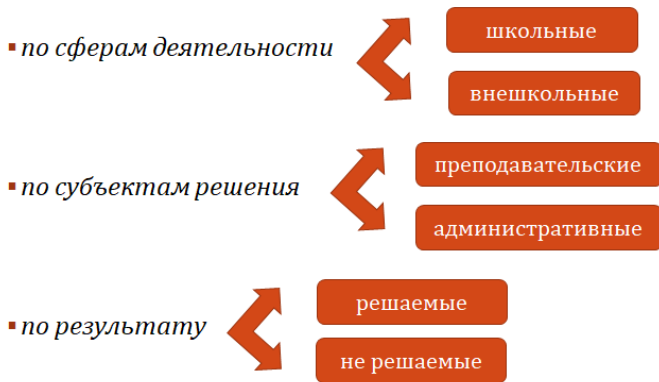 ▪ по сферам деятельности
школьные
внешкольные
▪ по субъектам решения
преподавательские
административные
▪ по результату
решаемые
не решаемые